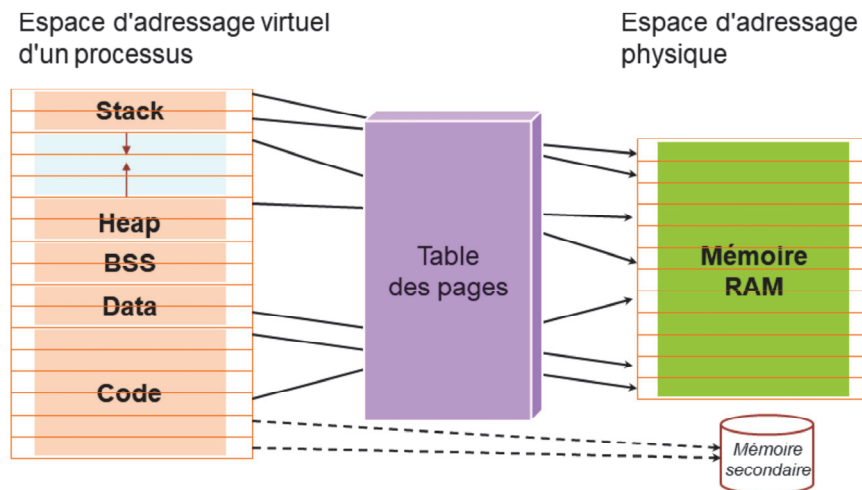 Espace d'adressage virtuel
d'un processus
Espace d'adressage
physique
Stack
Heap
BSS
Data
Code
Table
des pages
Mémoire
RAM
Mémoire
secondaire